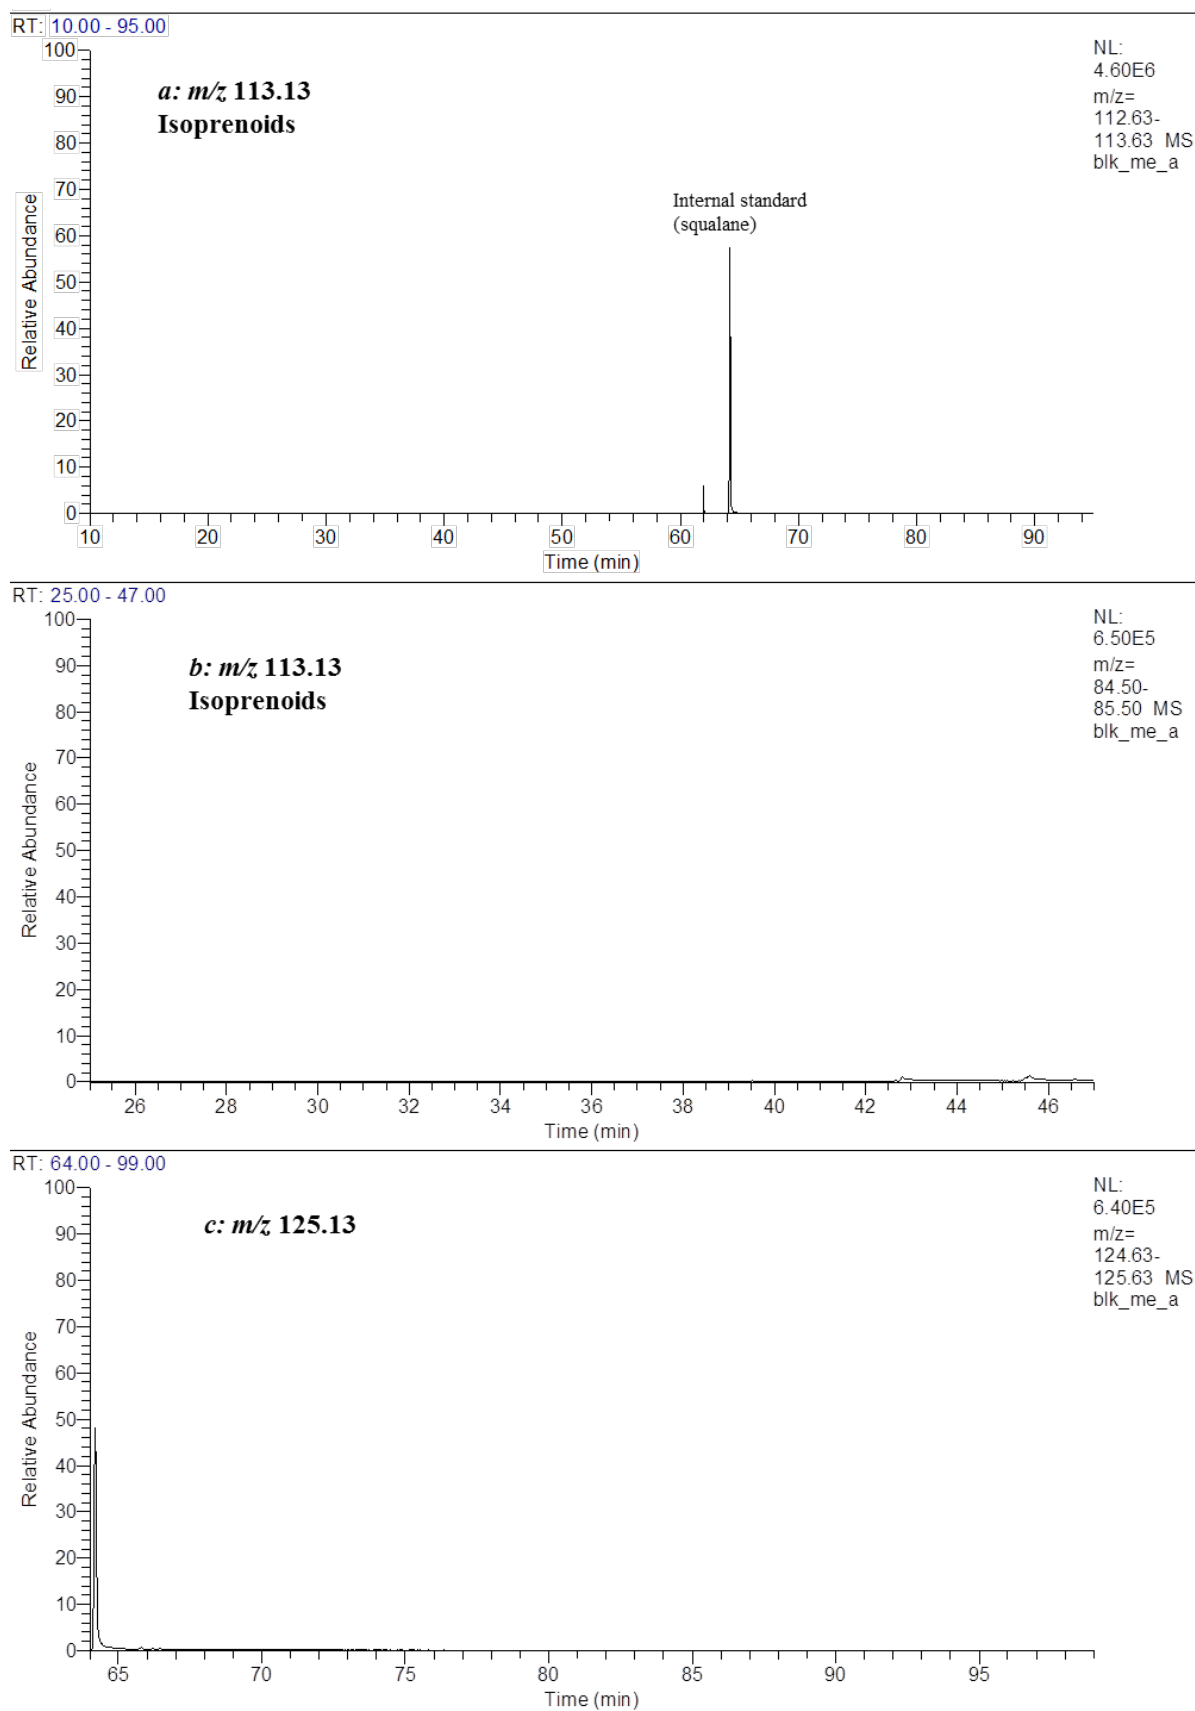 RT: 10.00 - 95.00
100
90
80
70
60
50
40
30
20
10
0
Relative Abundance
a: m/z 113.13
Isoprenoids
Internal standard
(squalane)
NL:
4.60E6
m/z=
112.63-
113.63 MS
blk_me_a
10 20 30 40 50 60 70 80 90
Time (min)
RT: 25.00 - 47.00
100
90
80
70
60
50
40
30
20
10
0
Relative Abundance
b: m/z 113.13
Isoprenoids
NL:
6.50E5
m/z=
84.50-
85.50 MS
blk_me_a
26 28 30 32 34 36 38 40 42 44 46
Time (min)
RT: 64.00 - 99.00
100
90
80
70
60
50
40
30
20
10
0
Relative Abundance
c: m/z 125.13
NL:
6.40E5
m/z=
124.63-
125.63 MS
blk_me_a
65 70 75 80 85 90 95
Time (min)